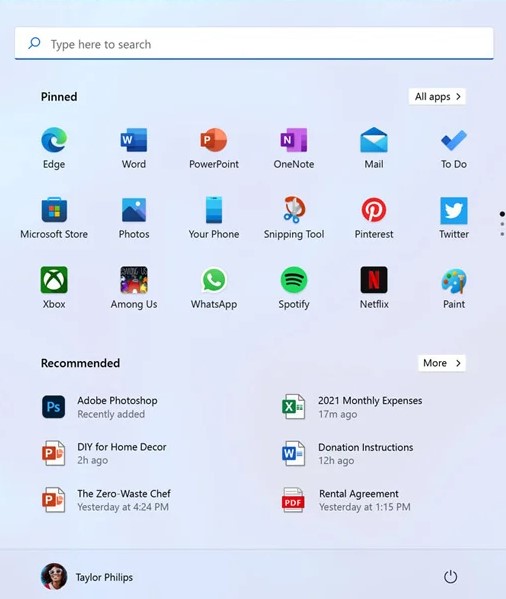 Type here to search
Pinned
All apps
Edge
Word
PowerPoint
OneNote
Mail
To Do
Microsoft Store
Photos
Your Phone
Snipping Tool
Pinterest
Twitter
Xbox
Among Us
WhatsApp
Spotify
Netflix
Paint
Recommended
More
Ps
Adobe Photoshop
Recently added
2021 Monthly Expenses
17m ago
DIY for Home Decor
2h ago
Donation Instructions
12h ago
The Zero-Waste Chef
Yesterday at 4:24 PM
PDF
Rental Agreement
Yesterday at 1:15 PM
Taylor Philips